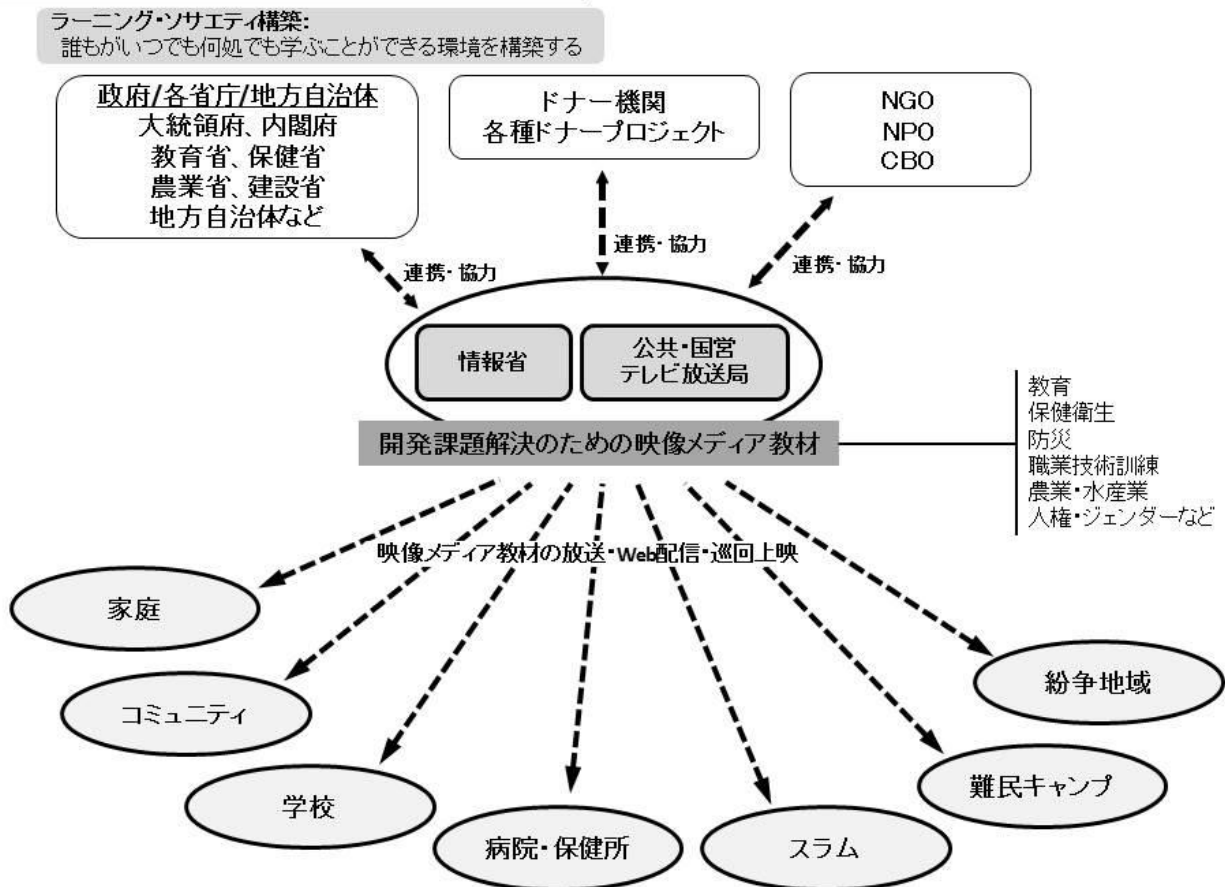 ラーニング・ソサエティ構築:
誰もがいつでも何処でも学ぶことができる環境を構築する
政府/各省庁/地方自治体
大統領府、内閣府
教育省、保健省
農業省、建設省
地方自治体など
ドナー機関
各種ドナープロジェクト
NGO
NPO
CBO
連携・協力
連携・協力
連携・協力
情報省
公共・国営
テレビ放送局
開発課題解決のための映像メディア教材
教育
保健衛生
防災
職業技術訓練
農業・水産業
人権・ジェンダーなど
映像メディア教材の放送・Web配信・巡回上映
家庭
コミュニティ
学校
病院・保健所
スラム
難民キャンプ
紛争地域